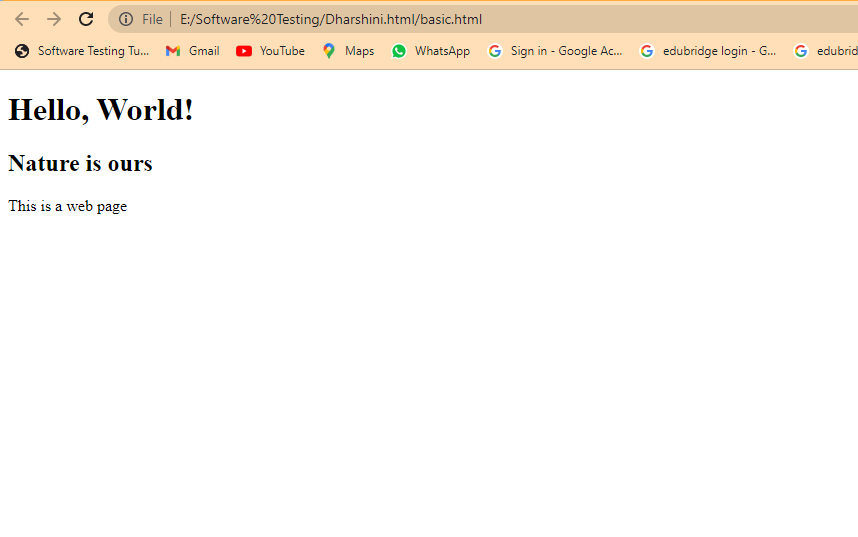 File | E:/Software%20Testing/Dharshini.html/basic.html
Software Testing Tu... Gmail YouTube Maps WhatsApp Sign in - Google Ac... edubridge login - G... edubrid
Hello, World!
Nature is ours
This is a web page